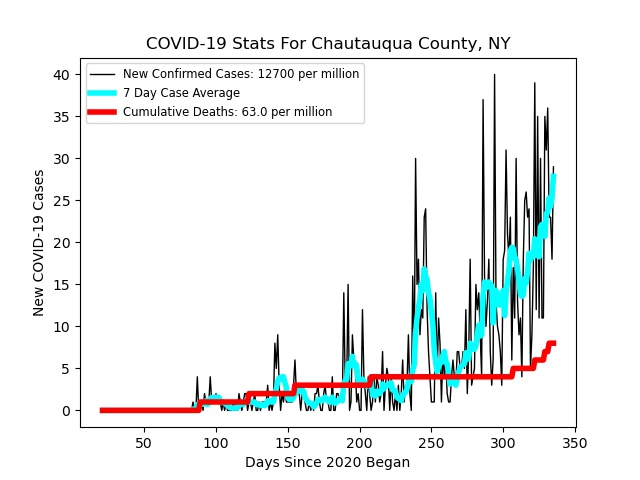 COVID-19 Stats For Chautauqua County, NY
New Confirmed Cases: 12700 per million
7 Day Case Average
Cumulative Deaths: 63.0 per million
40
35
30
25
20
15
10
5
0
New COVID-19 Cases
50
100
150
200
250
300
350
Days Since 2020 Began